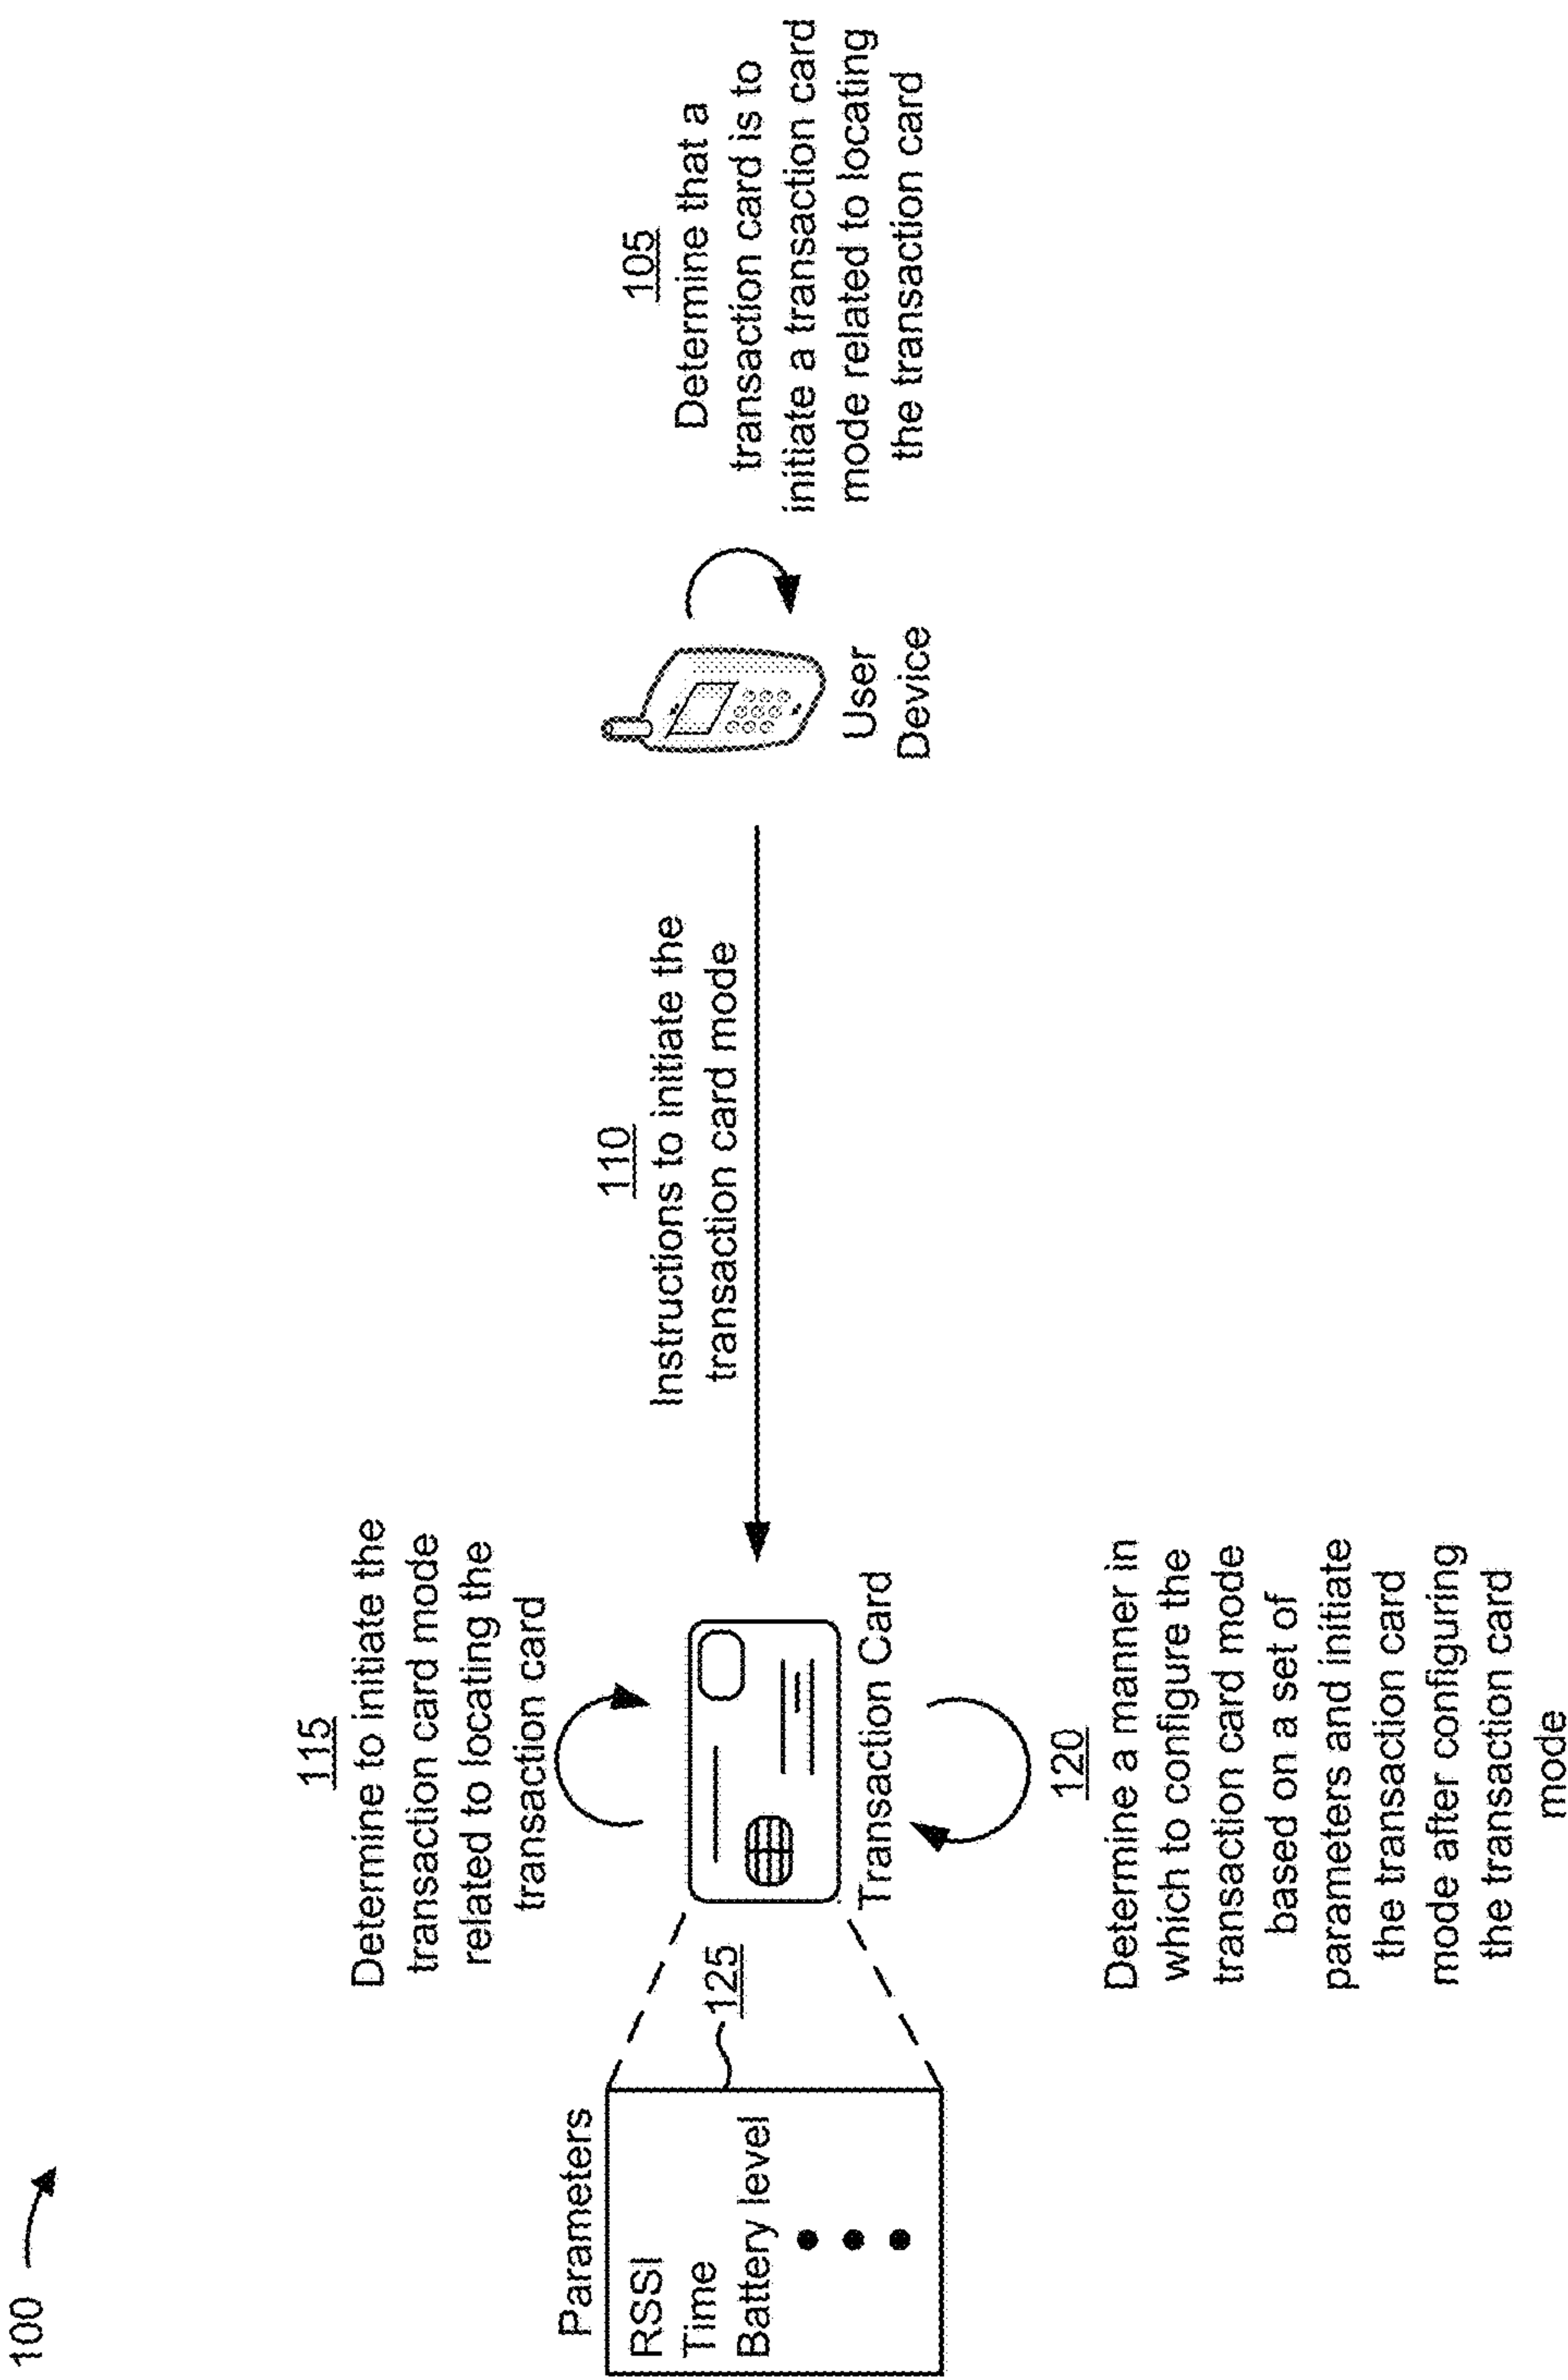 100
115
Determine to initiate the
transaction card mode
related to locating the
transaction card
Parameters
RSSI
Time
Battery level
125
Transaction Card
120
Determine a manner in
which to configure the
transaction card mode
based on a set of
parameters and initiate
the transaction card
mode after configuring
the transaction card
mode
110
Instructions to initiate the
transaction card mode
User
Device
105
Determine that a
transaction card is to
initiate a transaction card
mode related to locating
the transaction card